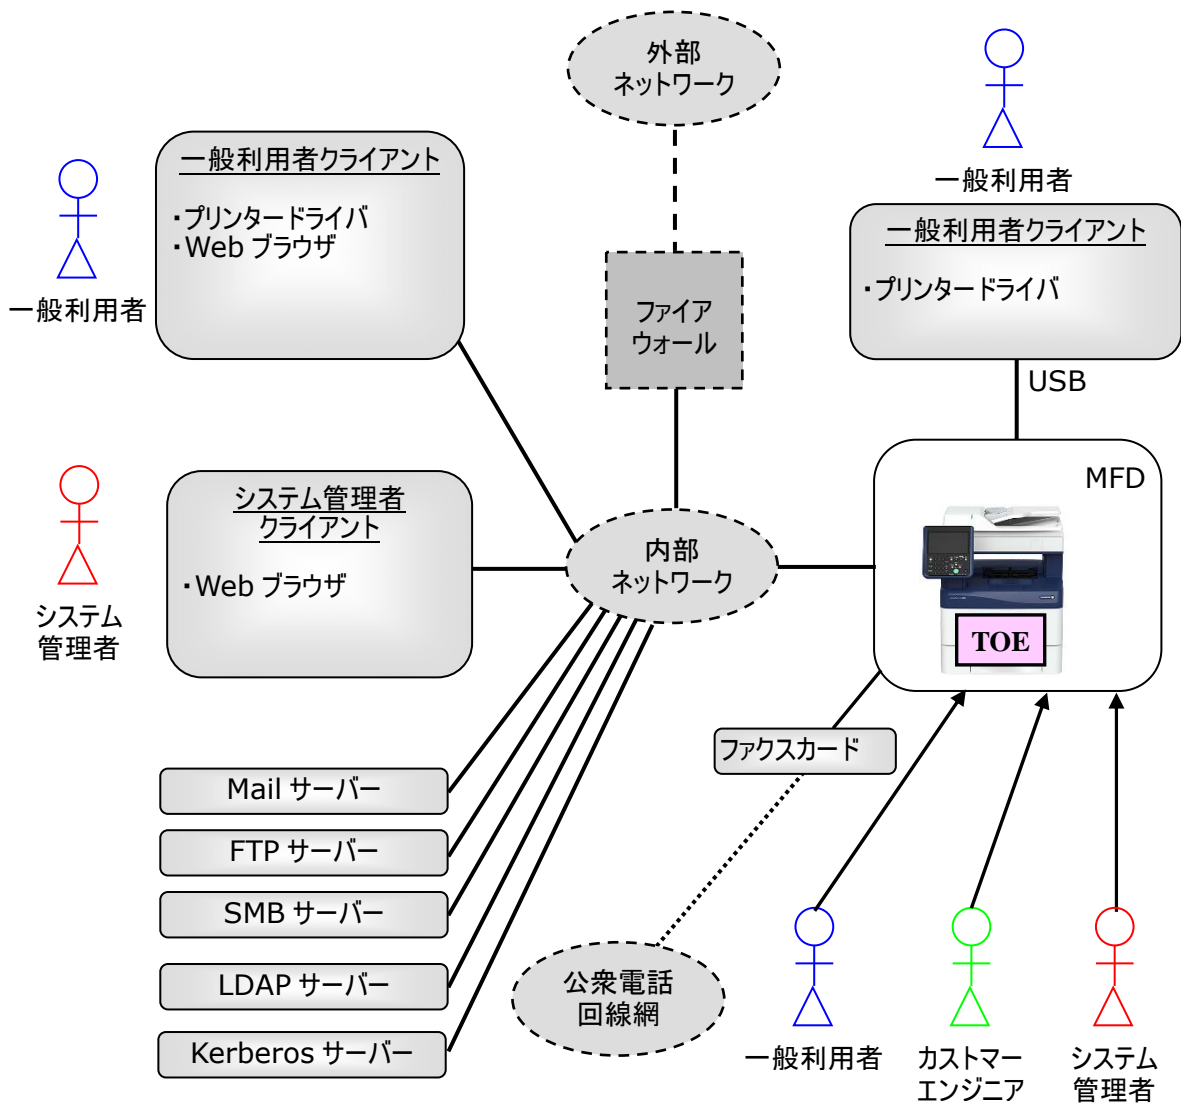 外部
ネットワーク
一般利用者
一般利用者クライアント
・プリンタードライバ
・Web ブラウザ
一般利用者
一般利用者クライアント
・プリンタードライバ
ファイア
ウォール
USB
MFD
システム管理者
クライアント
・Web ブラウザ
システム
管理者
内部
ネットワーク
TOE
ファクスカード
Mail サーバー
FTP サーバー
SMB サーバー
LDAP サーバー
Kerberos サーバー
公衆電話
回線網
一般利用者
カストマー
エンジニア
システム
管理者